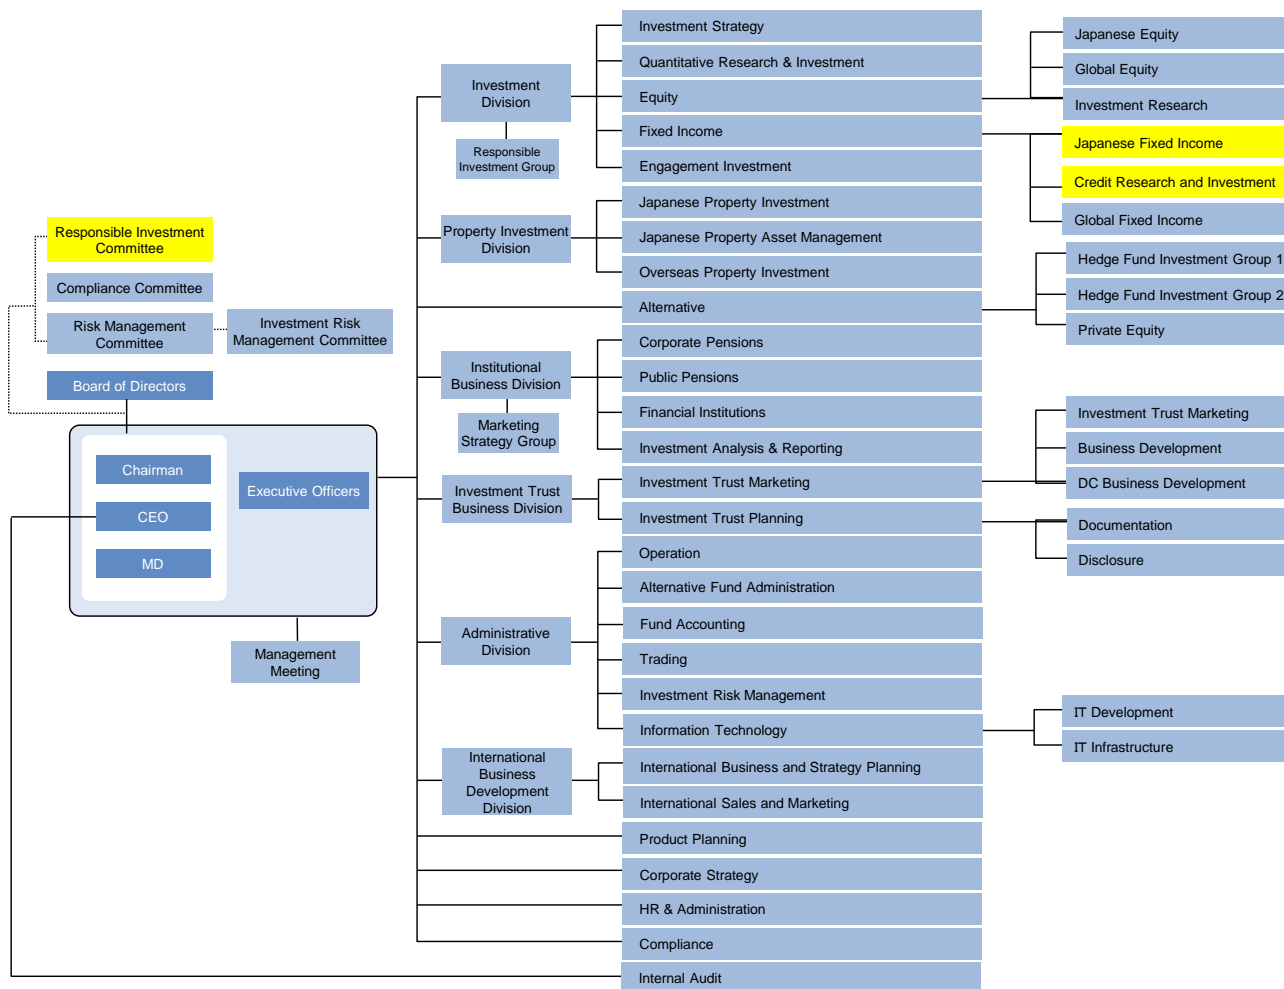 Responsible Investment
Committee
Compliance Committee
Risk Management
Committee
Investment Risk
Management Committee
Board of Directors
Chairman
CEO
MD
Executive Officers
Management
Meeting
Investment
Division
Responsible
Investment Group
Property Investment
Division
Institutional
Business Division
Marketing
Strategy Group
Investment Trust
Business Division
Administrative
Division
International
Business
Development
Division
Investment Strategy
Quantitative Research & Investment
Equity
Fixed Income
Engagement Investment
Japanese Property Investment
Japanese Property Asset Management
Overseas Property Investment
Alternative
Corporate Pensions
Public Pensions
Financial Institutions
Investment Analysis & Reporting
Investment Trust Marketing
Investment Trust Planning
Operation
Alternative Fund Administration
Fund Accounting
Trading
Investment Risk Management
Information Technology
International Business and Strategy Planning
International Sales and Marketing
Product Planning
Corporate Strategy
HR & Administration
Compliance
Internal Audit
Japanese Equity
Global Equity
Investment Research
Japanese Fixed Income
Credit Research and Investment
Global Fixed Income
Hedge Fund Investment Group 1
Hedge Fund Investment Group 2
Private Equity
Investment Trust Marketing
Business Development
DC Business Development
Documentation
Disclosure
IT Development
IT Infrastructure